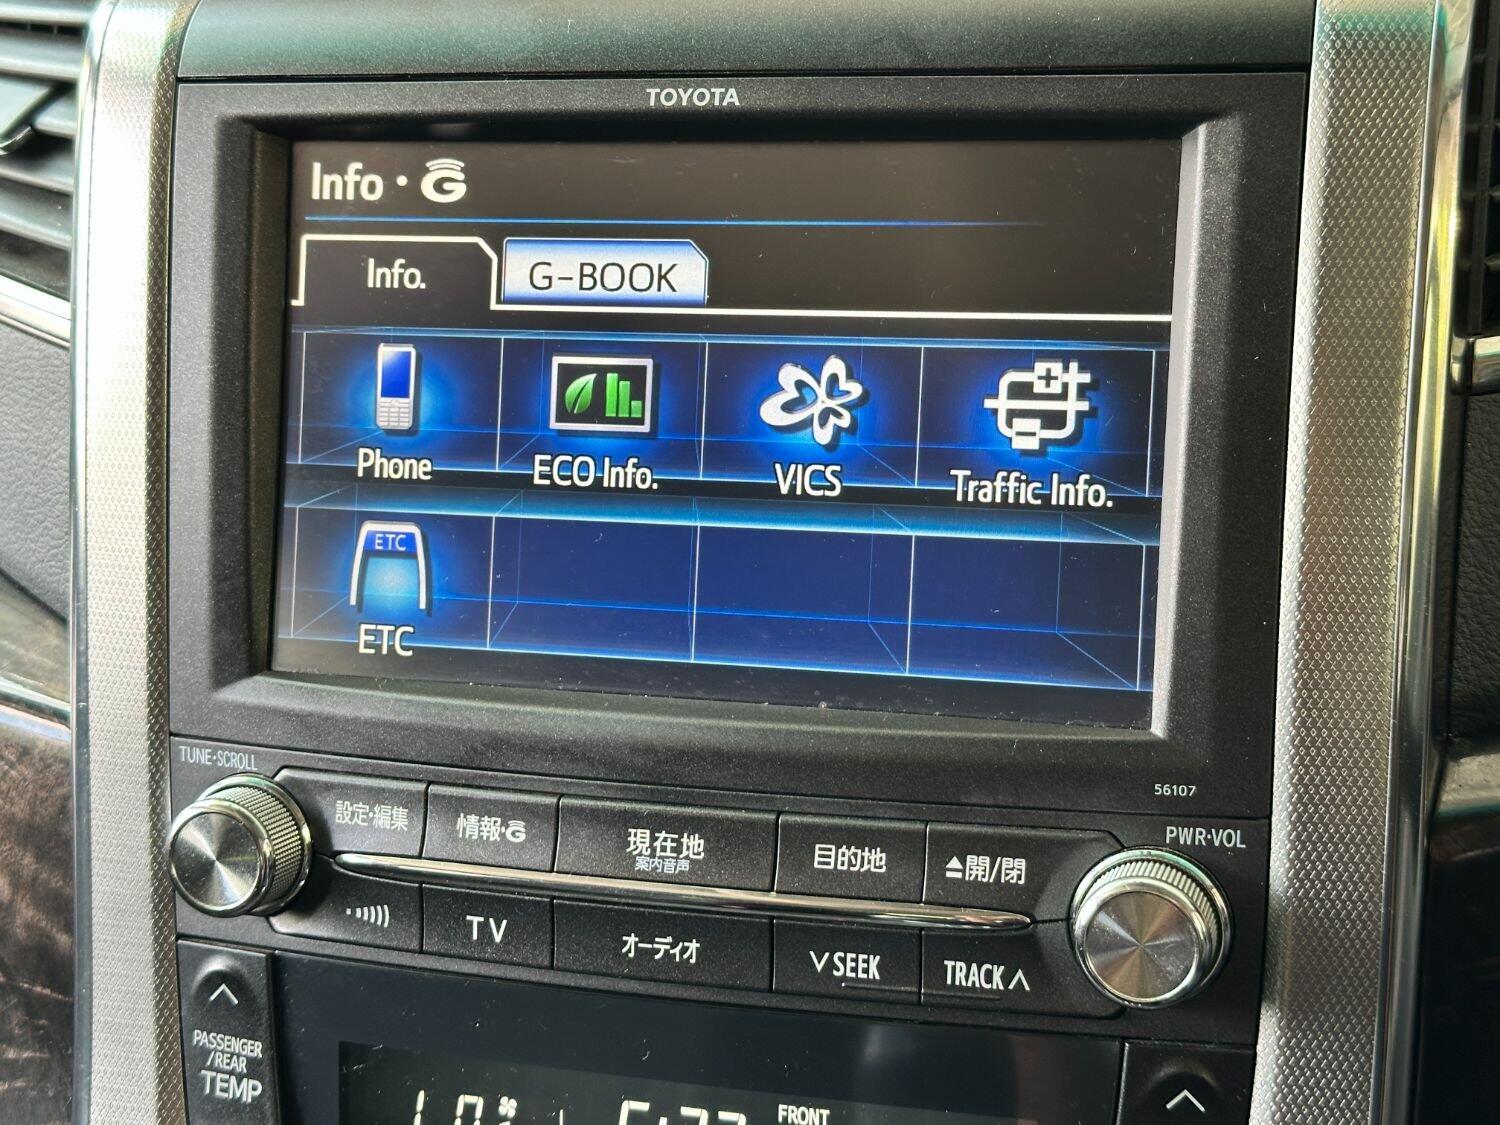 TOYOTA
Info・G
Info.
G-BOOK
Phone
ECO Info.
VICS
Traffic Info.
ETC
ETC
56107
TUNE・SCROLL
PWR・VOL
設定・編集
情報・G
現在地
案内音声
目的地
▲開/閉
TV
オーディオ
∨SEEK
TRACK∧
PASSENGER
/REAR
TEMP
FRONT